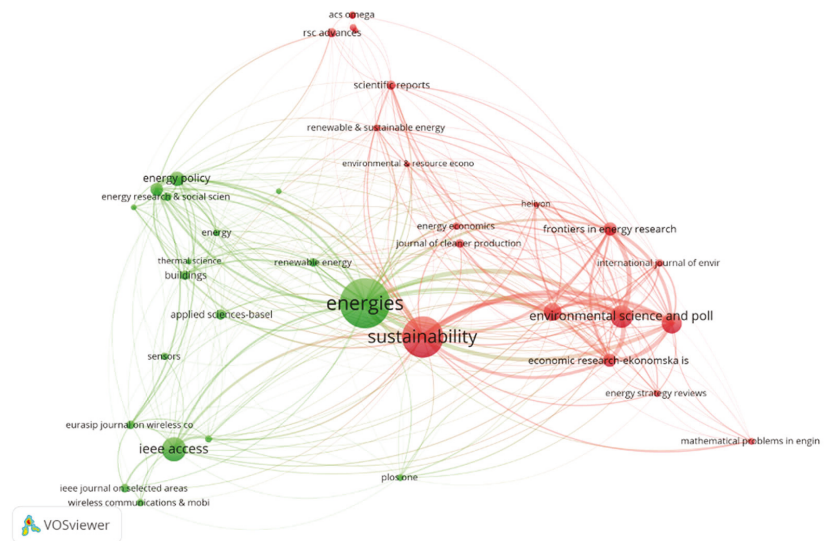 acs omega
rsc advances
scientific reports
renewable & sustainable energy
environmental & resource econo
energy policy
energy research & social scien
heliyon
energy economics
frontiers in energy research
energy
journal of cleaner production
thermal science
renewable energy
international journal of envir
buildings
energies
applied sciences-basel
environmental science and poll
sustainability
sensors
economic research-ekonomska is
energy strategy reviews
eurasip journal on wireless co
mathematical problems in engin
ieee access
plos one
ieee journal on selected areas
wireless communications & mobi
VOSviewer